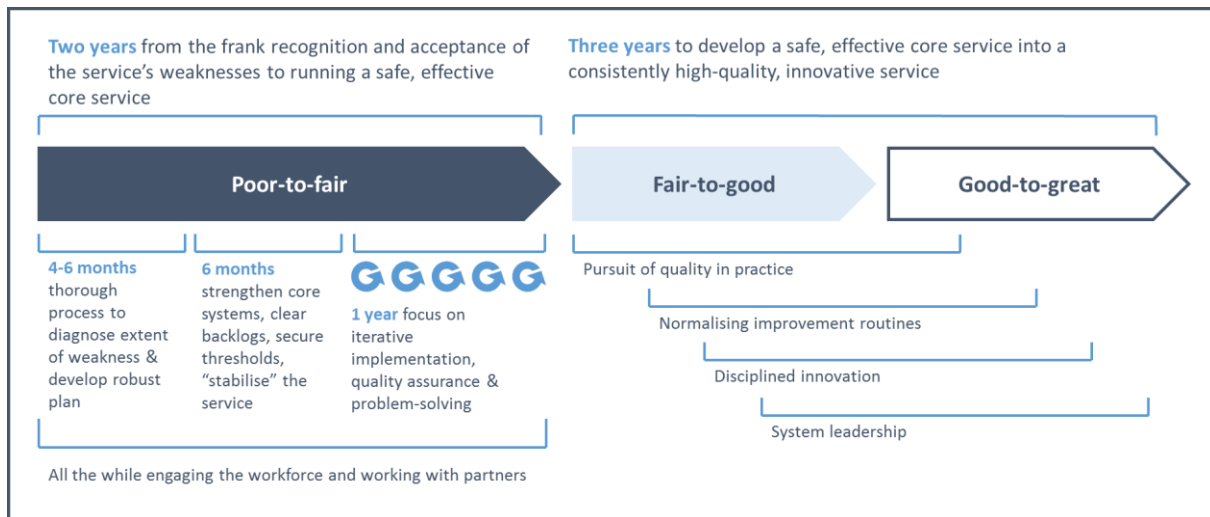 Two years from the frank recognition and acceptance of
the service's weaknesses to running a safe, effective
core service
Three years to develop a safe, effective core service into a
consistently high-quality, innovative service
Poor-to-fair
Fair-to-good
Good-to-great
4-6 months
thorough
process to
diagnose extent
of weakness &
develop robust
plan
6 months
strengthen core
systems, clear
backlogs, secure
thresholds,
"stabilise" the
service
1 year focus on
iterative
implementation,
quality assurance &
problem-solving
Pursuit of quality in practice
Normalising improvement routines
Disciplined innovation
System leadership
All the while engaging the workforce and working with partners